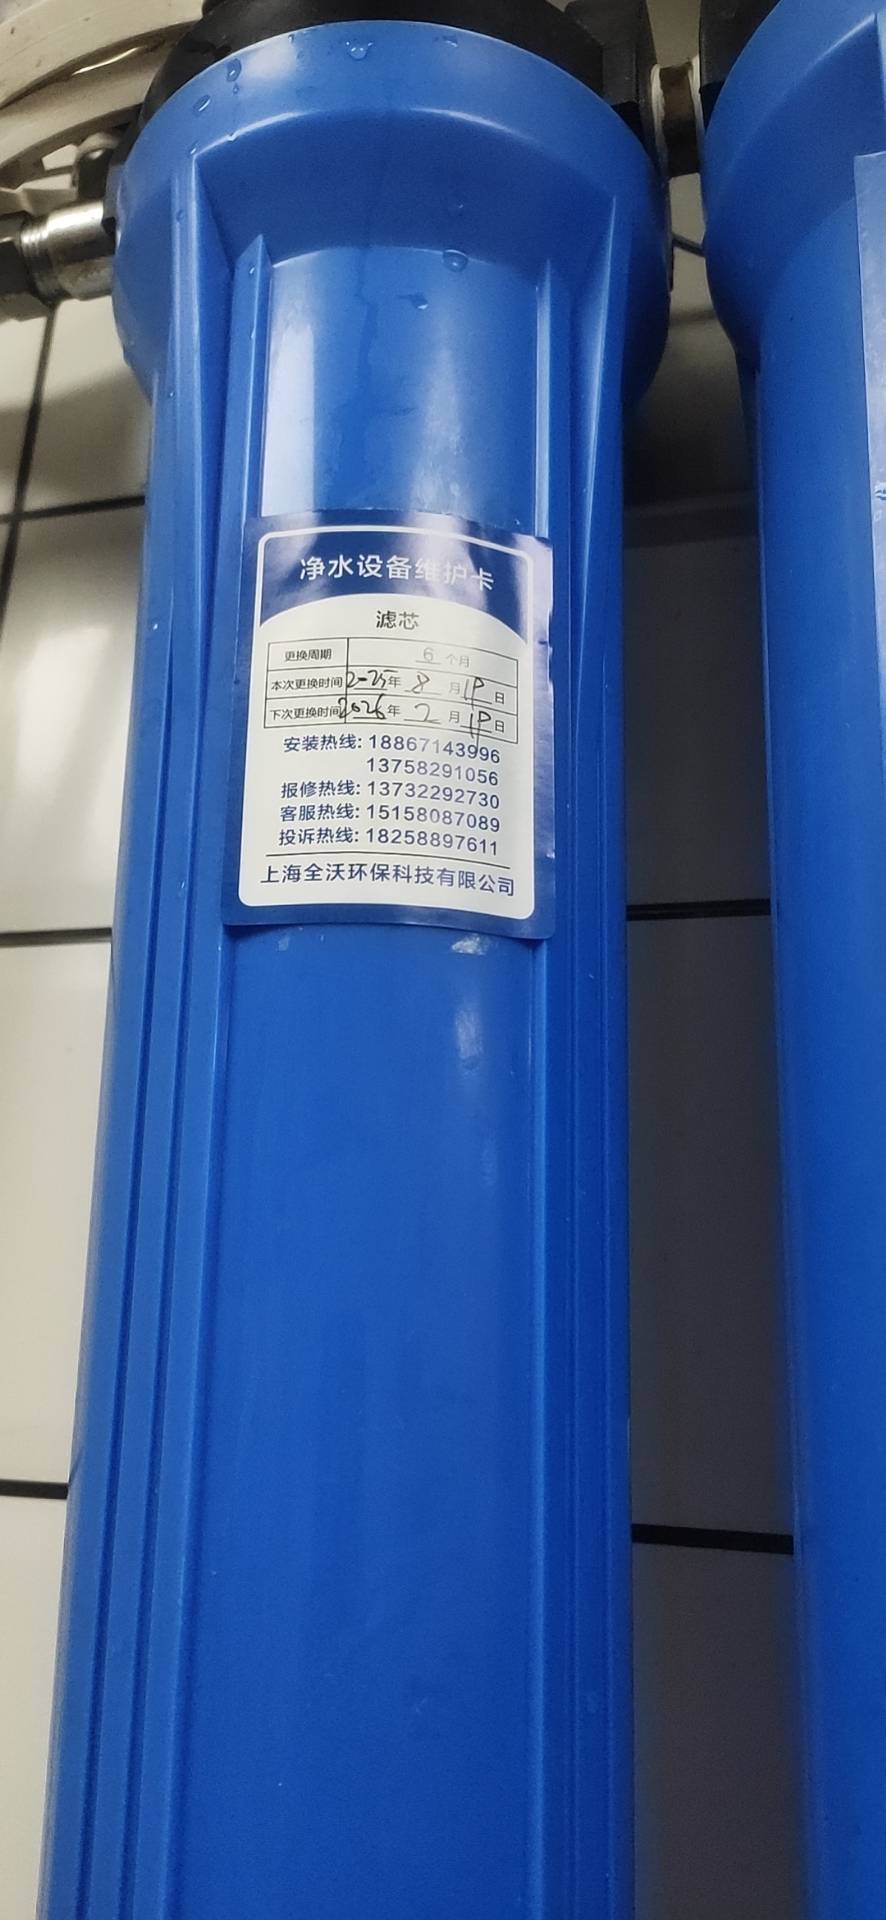 净水设备维护卡
滤芯
更换周期 6 个月
本次更换时间 2025年 8 月 19 日
下次更换时间 2026年 2 月 19 日
安装热线: 18867143996
13758291056
报修热线: 13732292730
客服热线: 15158087089
投诉热线: 18258897611
上海全沃环保科技有限公司